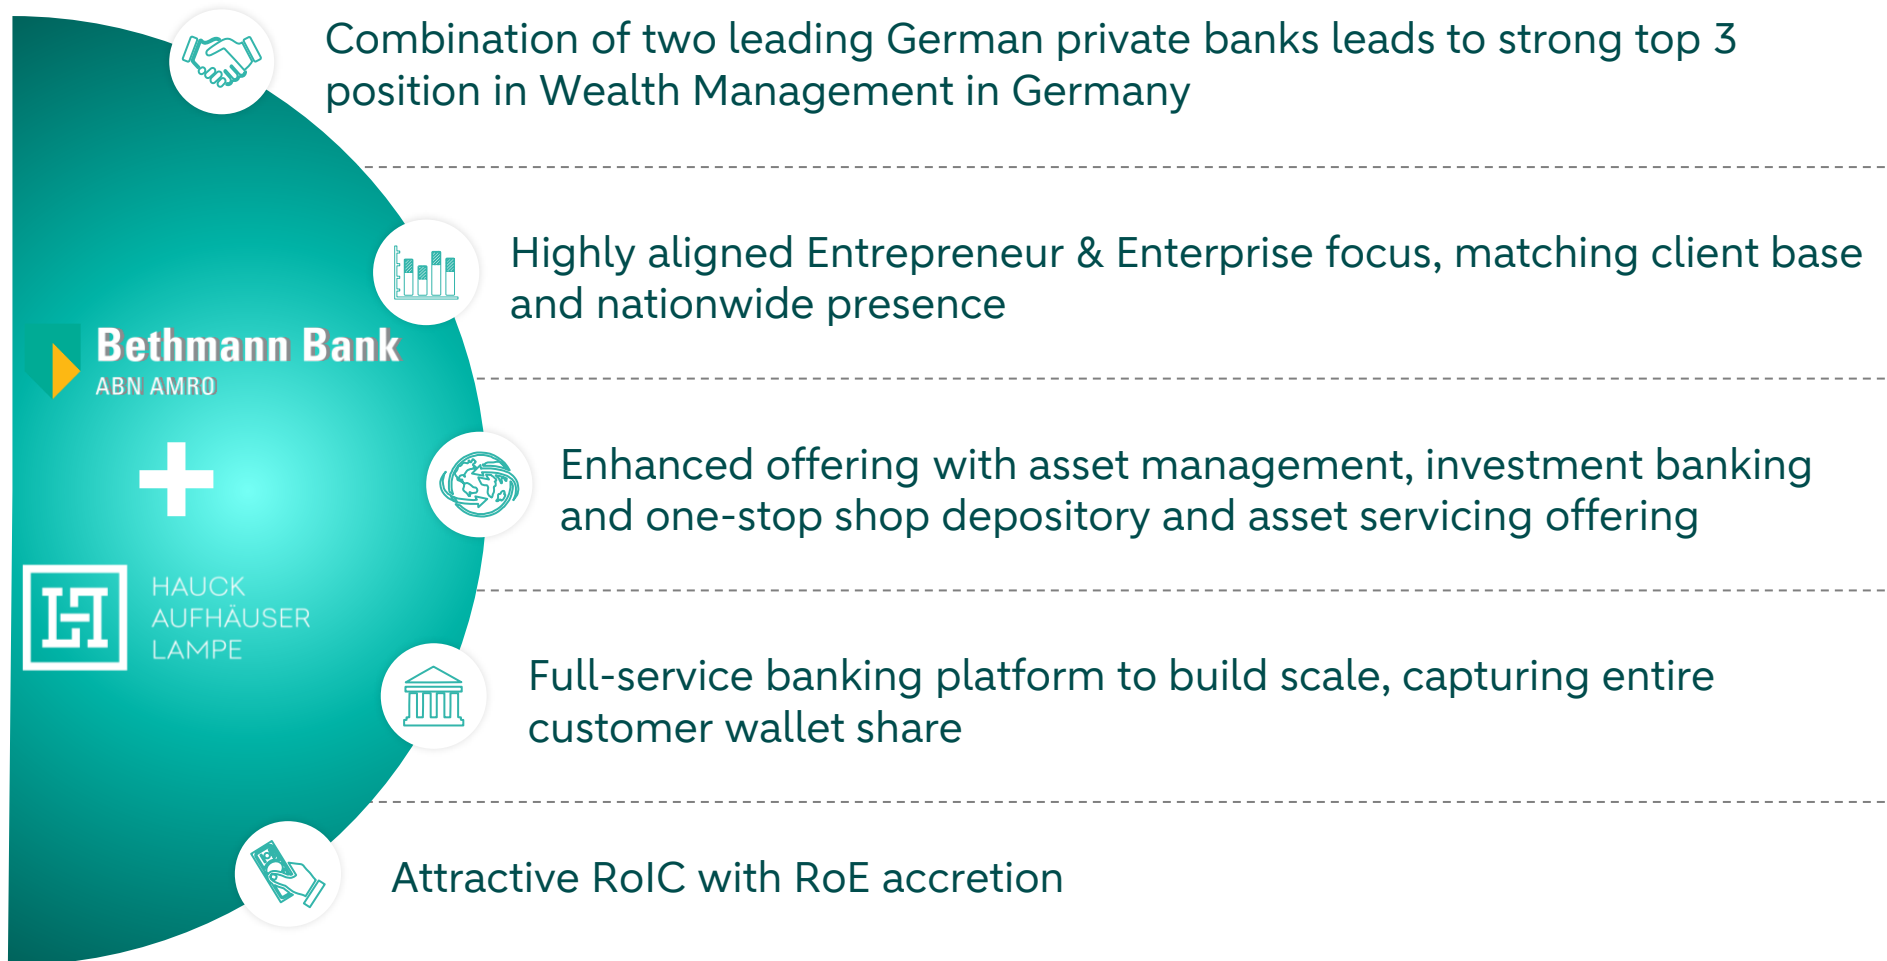 Combination of two leading German private banks leads to strong top 3
position in Wealth Management in Germany
Highly aligned Entrepreneur & Enterprise focus, matching client base
and nationwide presence
Bethmann Bank
ABN AMRO
Enhanced offering with asset management, investment banking
and one-stop shop depository and asset servicing offering
HAUCK
AUFHÄUSER
LAMPE
Full-service banking platform to build scale, capturing entire
customer wallet share
Attractive RoIC with RoE accretion